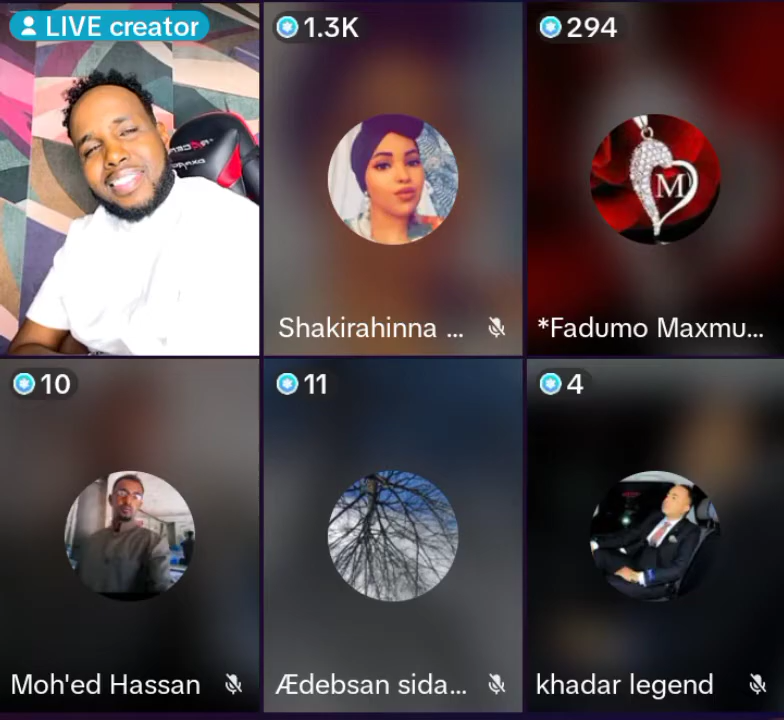 LIVE creator
1.3K
294
Shakirahinna ...
*Fadumo Maxmu...
10
11
4
Moh'ed Hassan
Ædebsan sida...
khadar legend
M